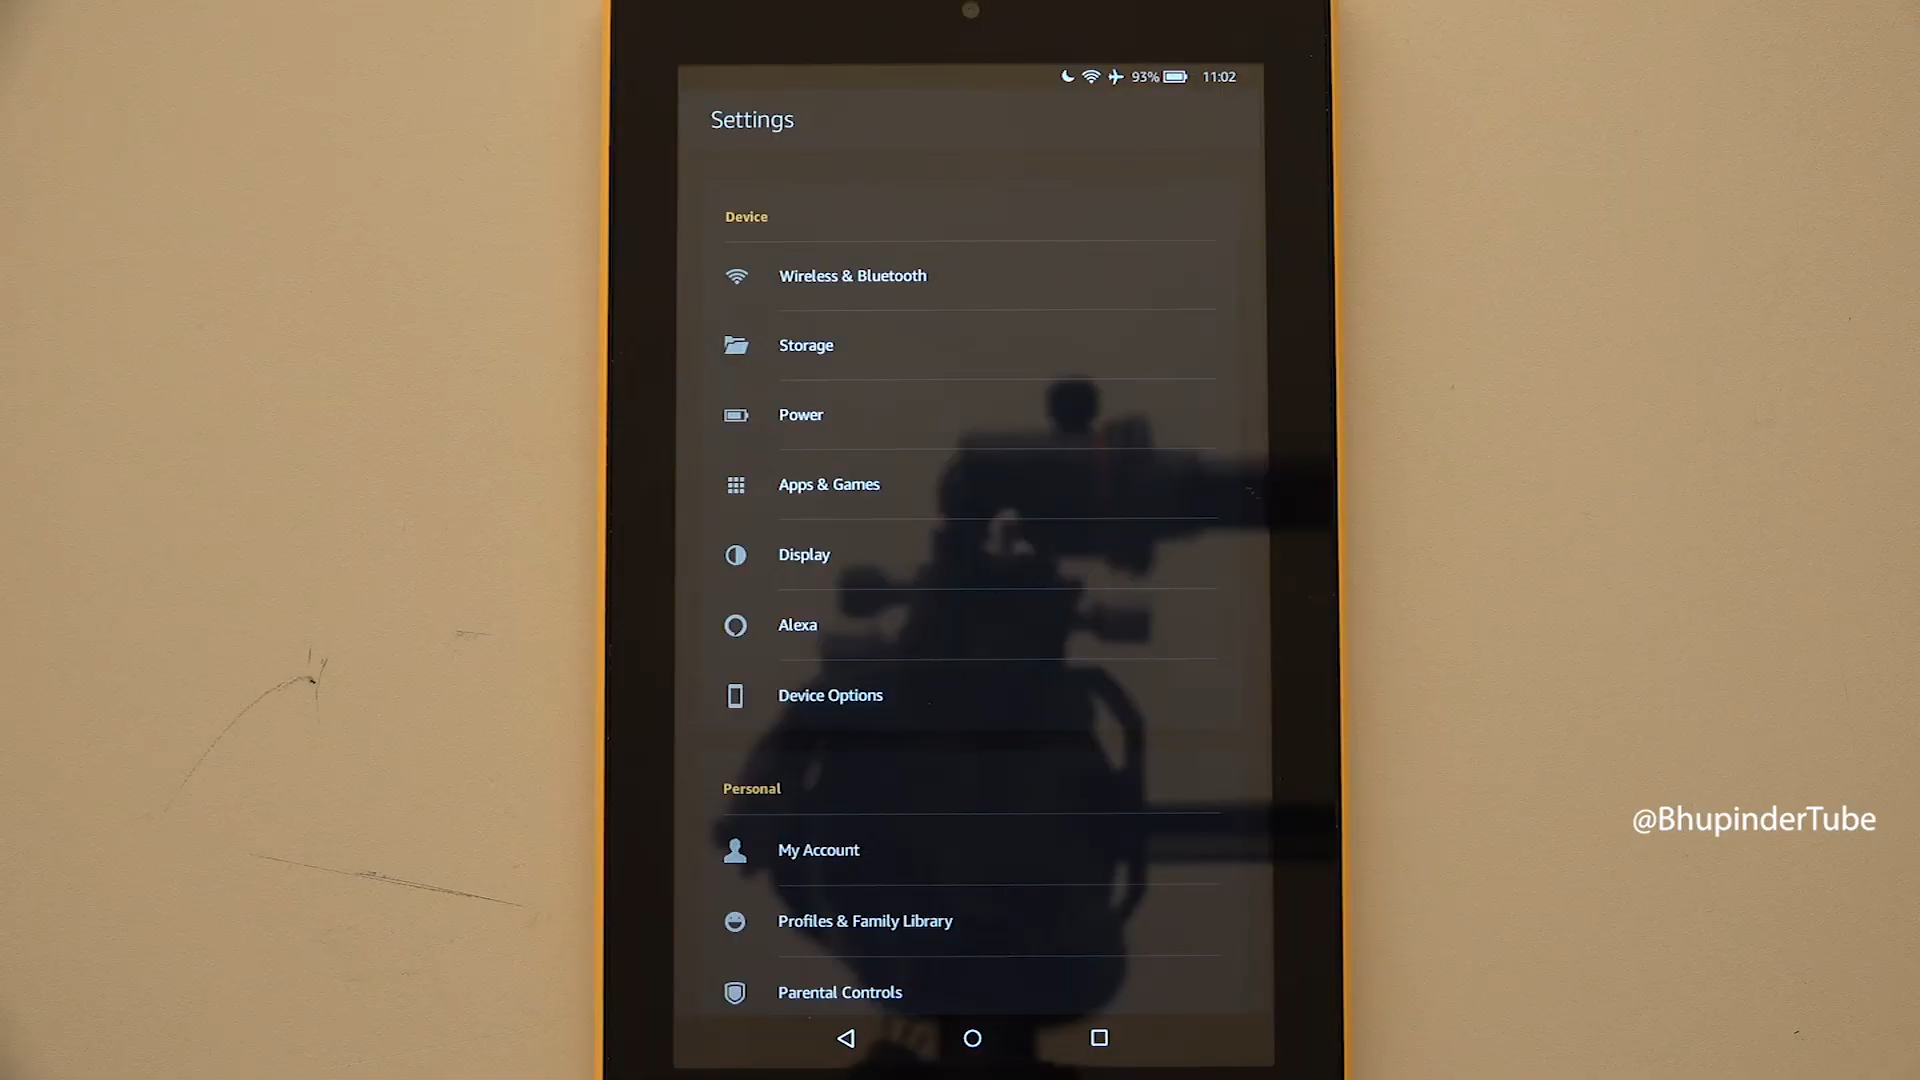 93% 11:02
Settings
Device
Wireless & Bluetooth
Storage
Power
Apps & Games
Display
Alexa
Device Options
Personal
My Account
Profiles & Family Library
Parental Controls
@BhupinderTube